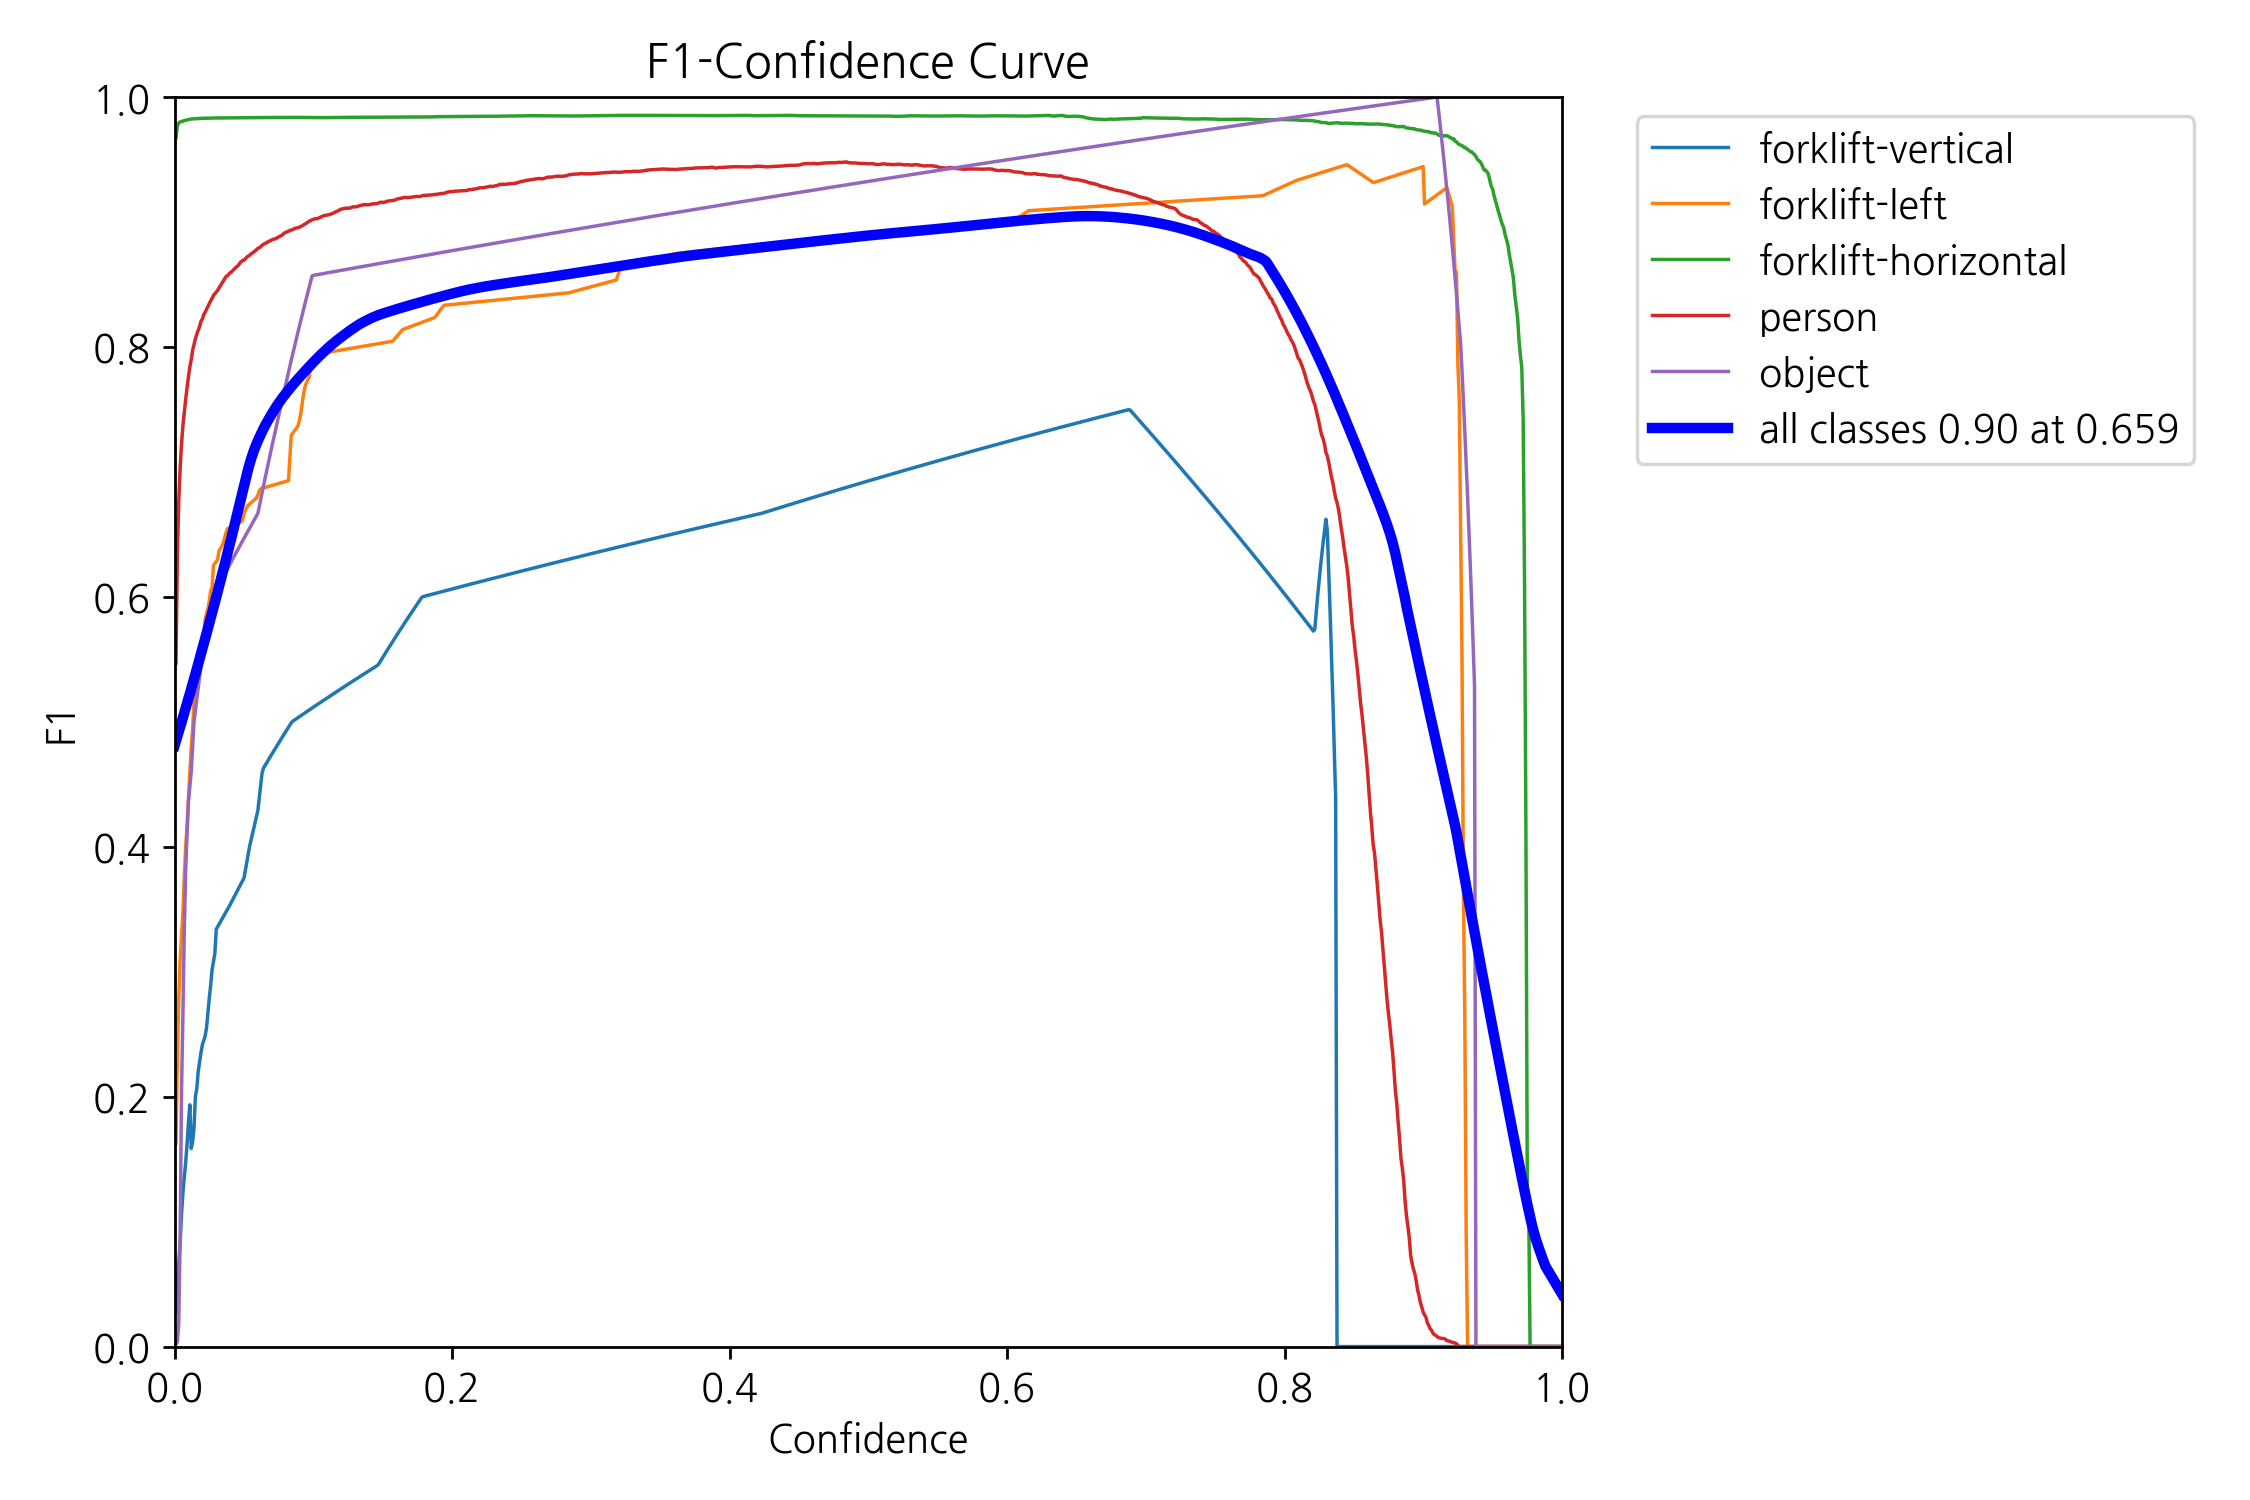 F1-Confidence Curve
1.0
0.8
0.6
0.4
0.2
0.0
F1
0.0 0.2 0.4 0.6 0.8 1.0
Confidence
forklift-vertical
forklift-left
forklift-horizontal
person
object
all classes 0.90 at 0.659